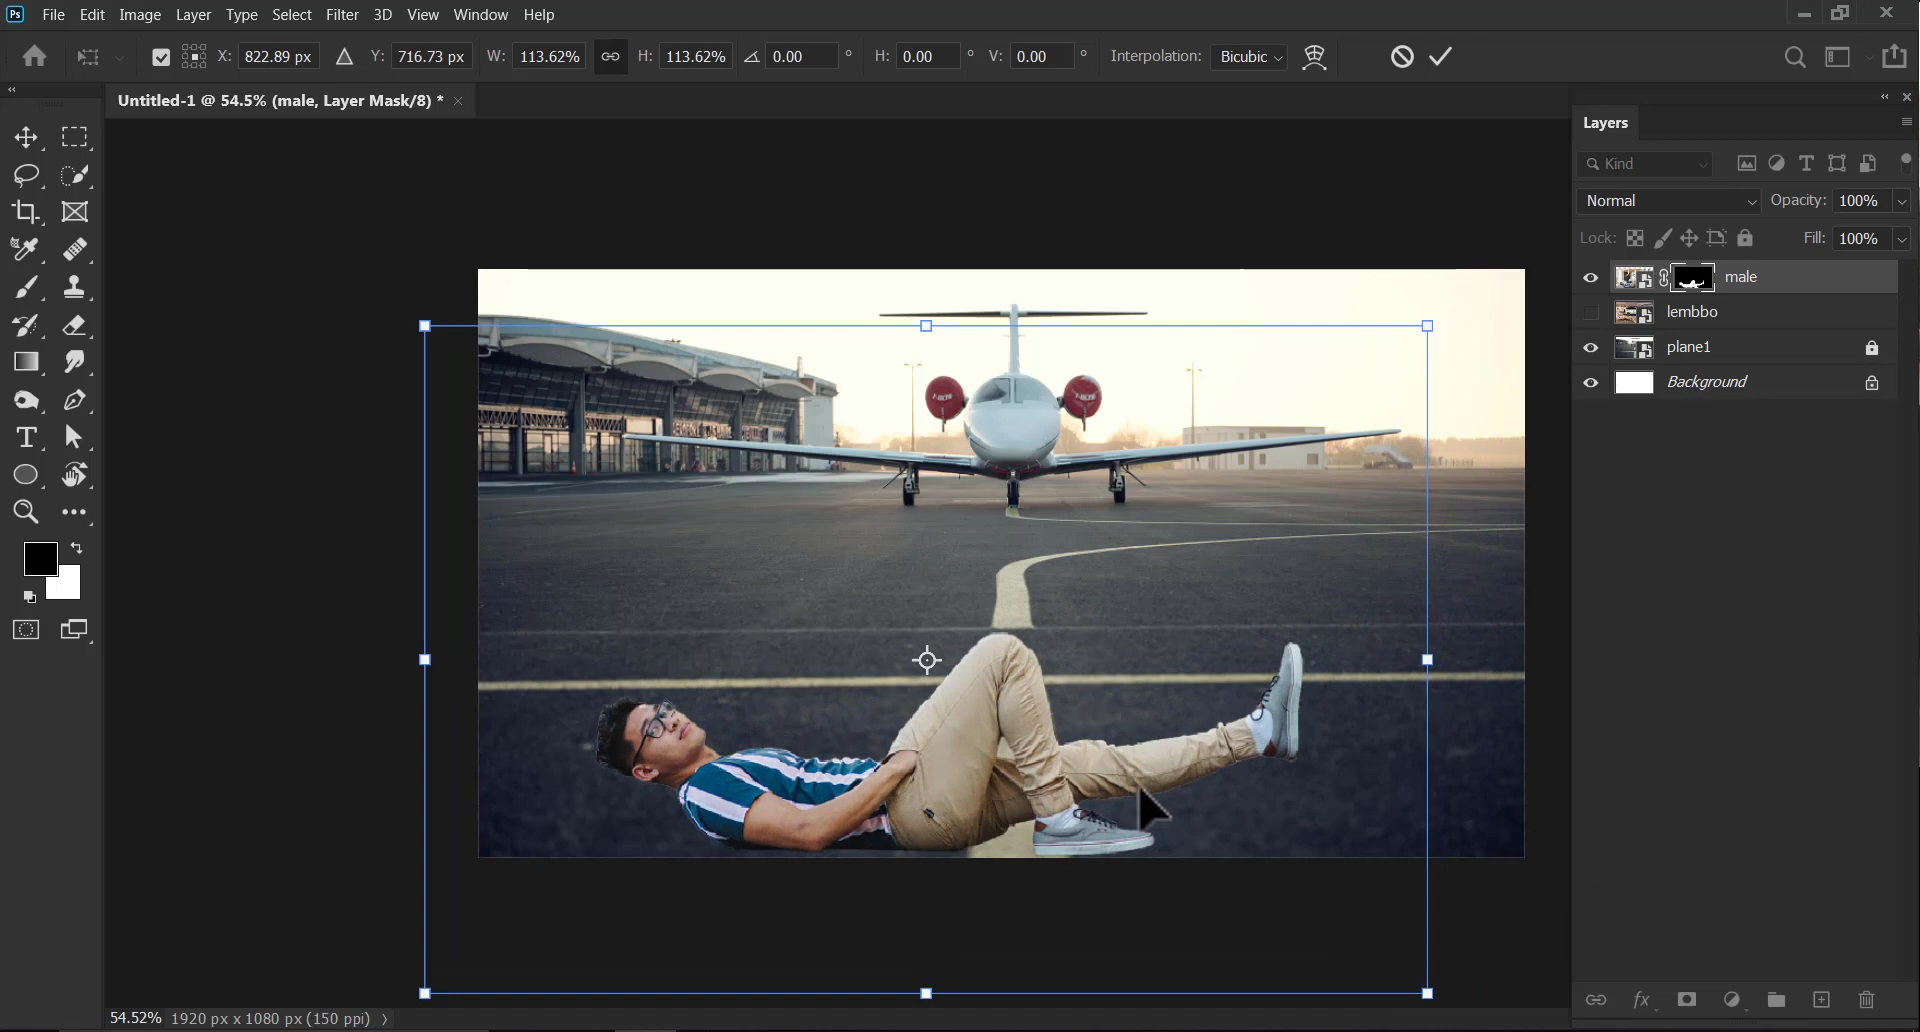 Ps File Edit Image Layer Type Select Filter 3D View Window Help
X: 822.89 px Y: 716.73 px W: 113.62% H: 113.62% 0.00 ° H: 0.00 ° V: 0.00 ° Interpolation: Bicubic
Untitled-1 @ 54.5% (male, Layer Mask/8) * ×
Layers
Kind
Normal Opacity: 100%
Lock: Fill: 100%
male
lembbo
plane1
Background
fx
54.52% 1920 px x 1080 px (150 ppi)